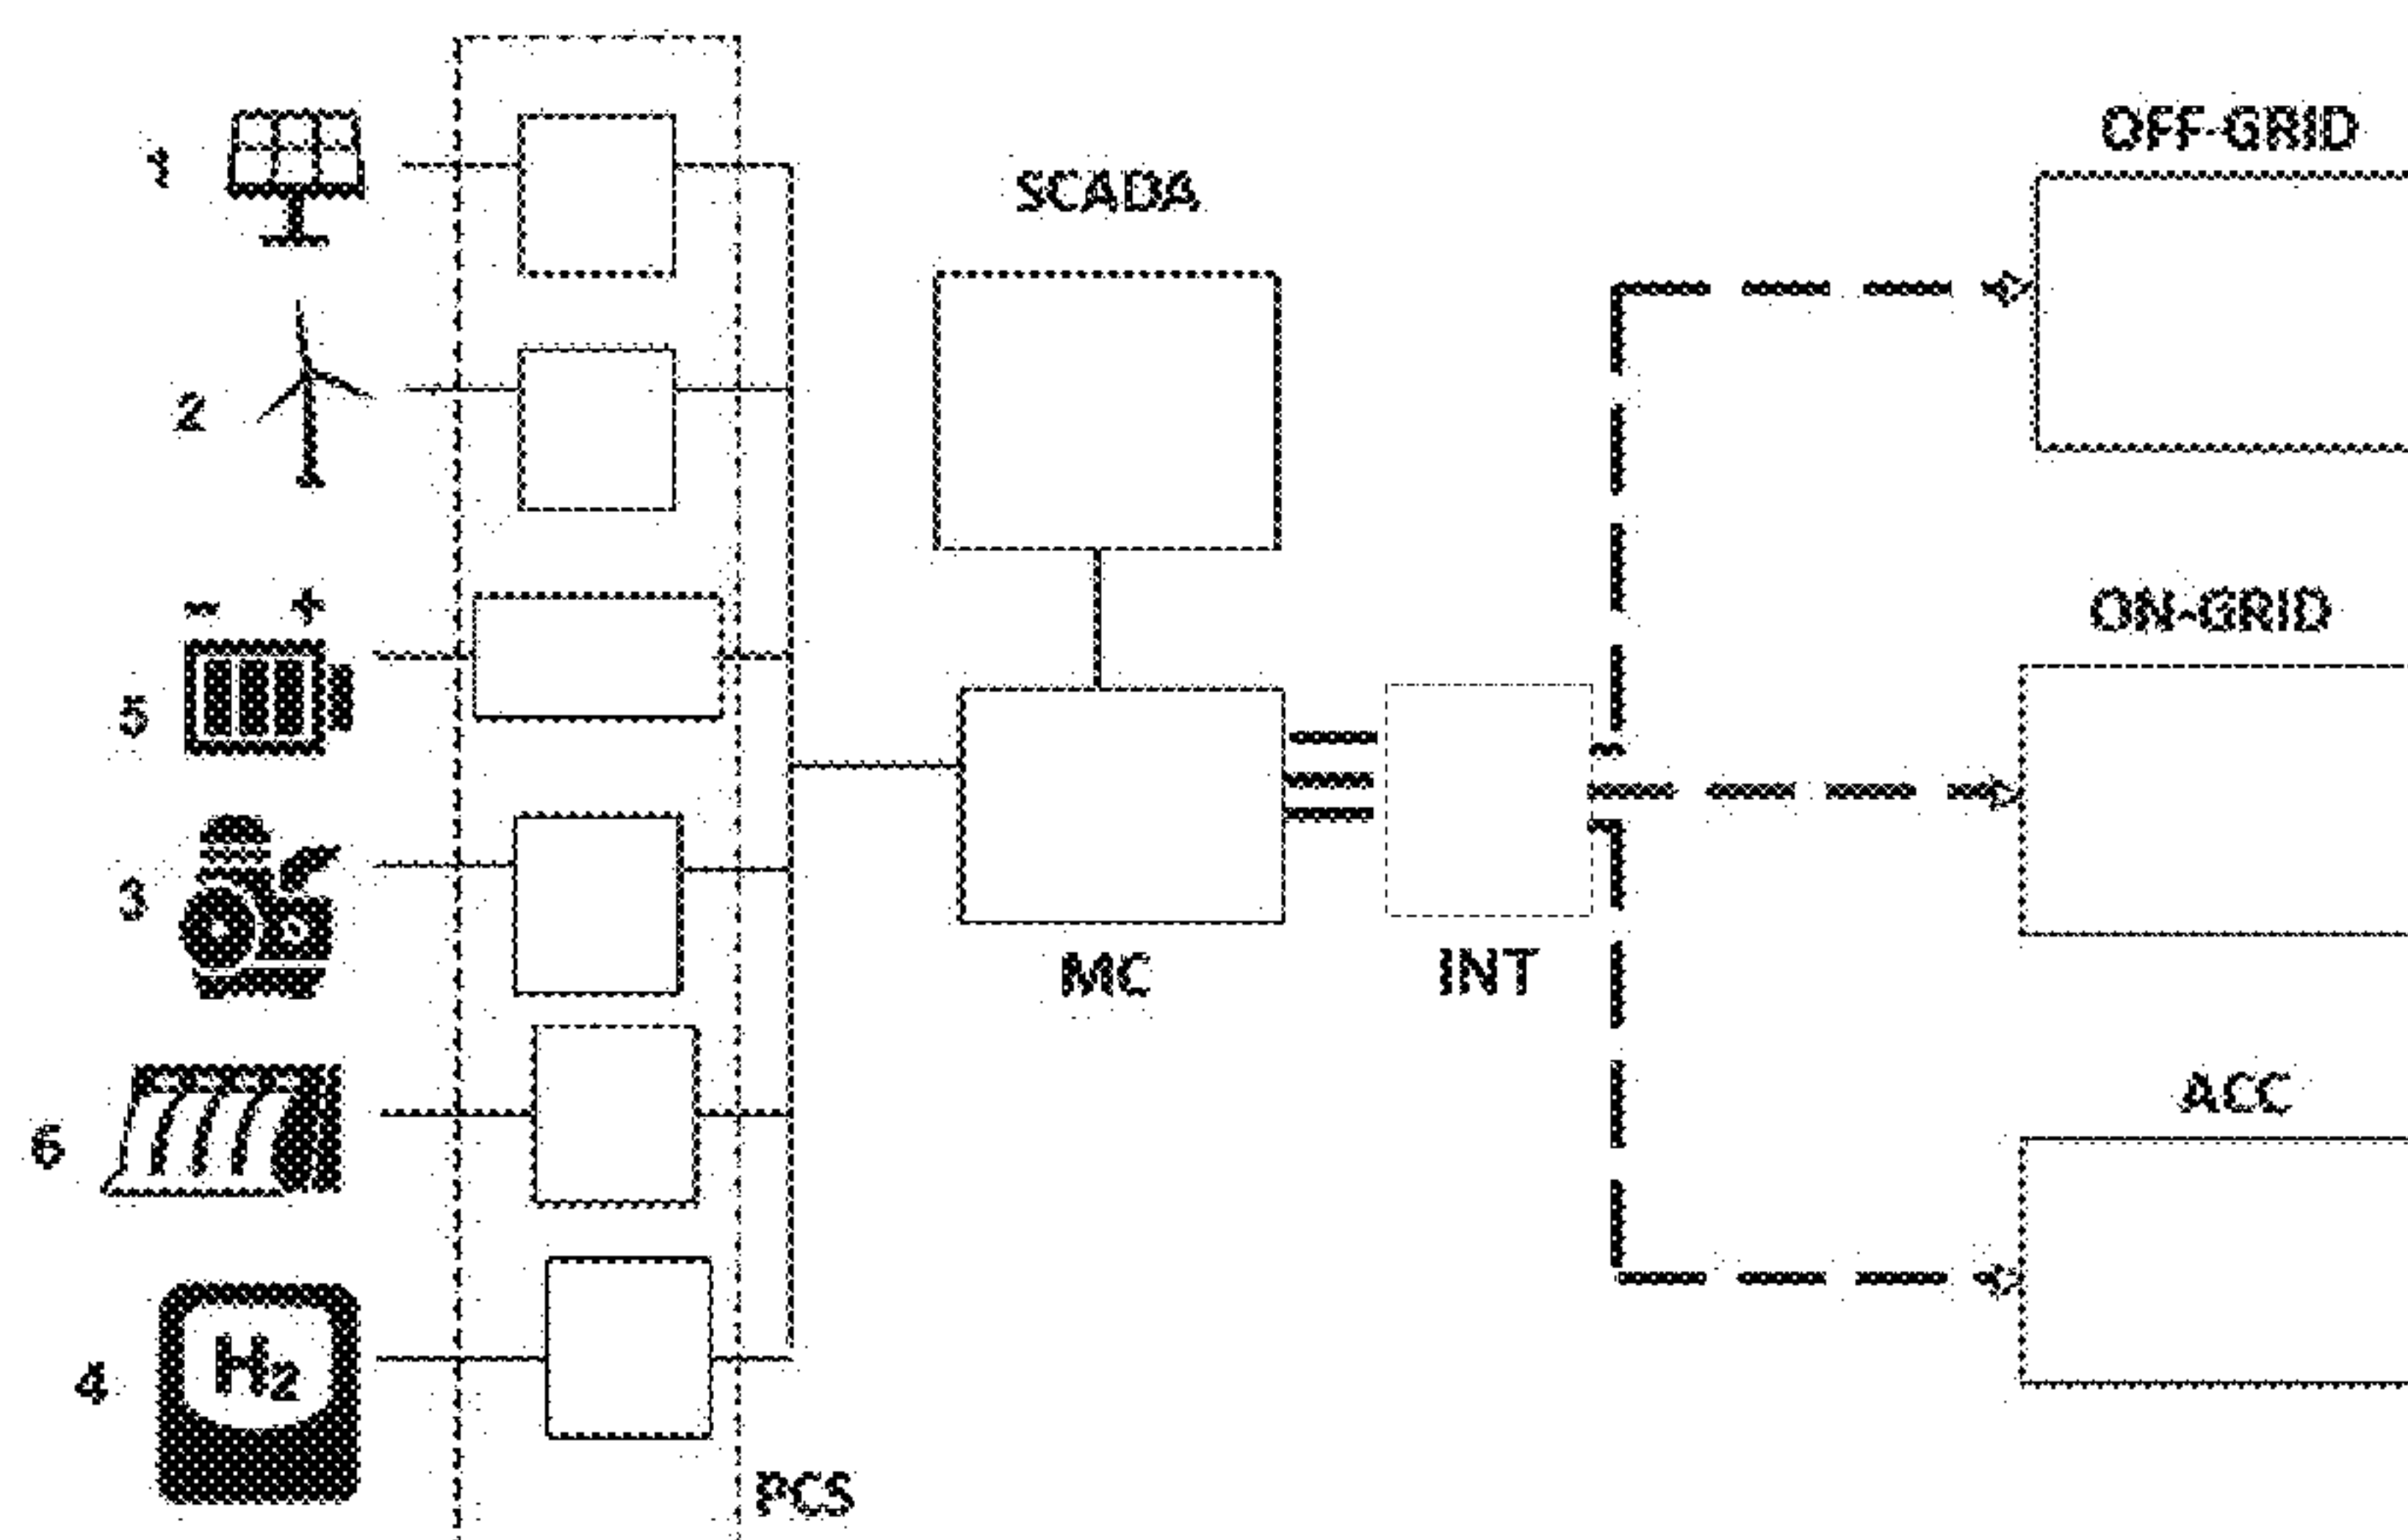 OFF-GRID
1
SCADA
2
ON-GRID
- +
5
3
MC
INT
ACC
6
H₂
4
PCS